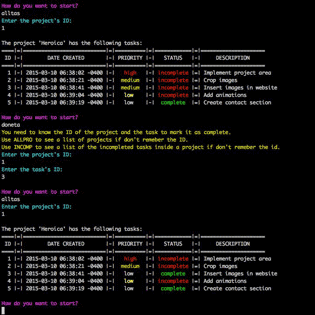 How do you want to start?
alltas
Enter the project's ID:
1
The project 'Heroica' has the following tasks:
====!=!==========================!=!==========!=!============!=!======================
ID |-| DATE CREATED |-| PRIORITY |-| STATUS |-| DESCRIPTION
====!=!==========================!=!==========!=!============!=!======================
1 |-| 2015-03-10 06:38:02 -0400 |-| high |-| incomplete |=| Implement project area
2 |-| 2015-03-10 06:38:21 -0400 |-| medium |-| incomplete |=| Crop images
3 |-| 2015-03-10 06:38:41 -0400 |-| medium |-| incomplete |=| Insert images in website
4 |-| 2015-03-10 06:39:03 -0400 |-| low |-| incomplete |=| Add animations
5 |-| 2015-03-10 06:39:19 -0400 |-| low |-| complete |=| Create contact section
How do you want to start?
doneta
You need to know the ID of the project and the task to mark it as complete.
Use ALLPRO to see a list of projects if don't remeber the ID.
Use INCOMP to see a list of the incompleted tasks inside a project if don't remeber the id.
Enter the project's ID:
1
Enter the task's ID:
3
How do you want to start?
alltas
Enter the project's ID:
1
The project 'Heroica' has the following tasks:
====!=!==========================!=!==========!=!============!=!======================
ID |-| DATE CREATED |-| PRIORITY |-| STATUS |-| DESCRIPTION
====!=!==========================!=!==========!=!============!=!======================
1 |-| 2015-03-10 06:38:02 -0400 |-| high |-| incomplete |=| Implement project area
2 |-| 2015-03-10 06:38:21 -0400 |-| medium |-| incomplete |=| Crop images
3 |-| 2015-03-10 06:38:41 -0400 |-| low |-| complete |=| Insert images in website
4 |-| 2015-03-10 06:39:03 -0400 |-| low |-| incomplete |=| Add animations
5 |-| 2015-03-10 06:39:19 -0400 |-| low |-| complete |=| Create contact section
How do you want to start?